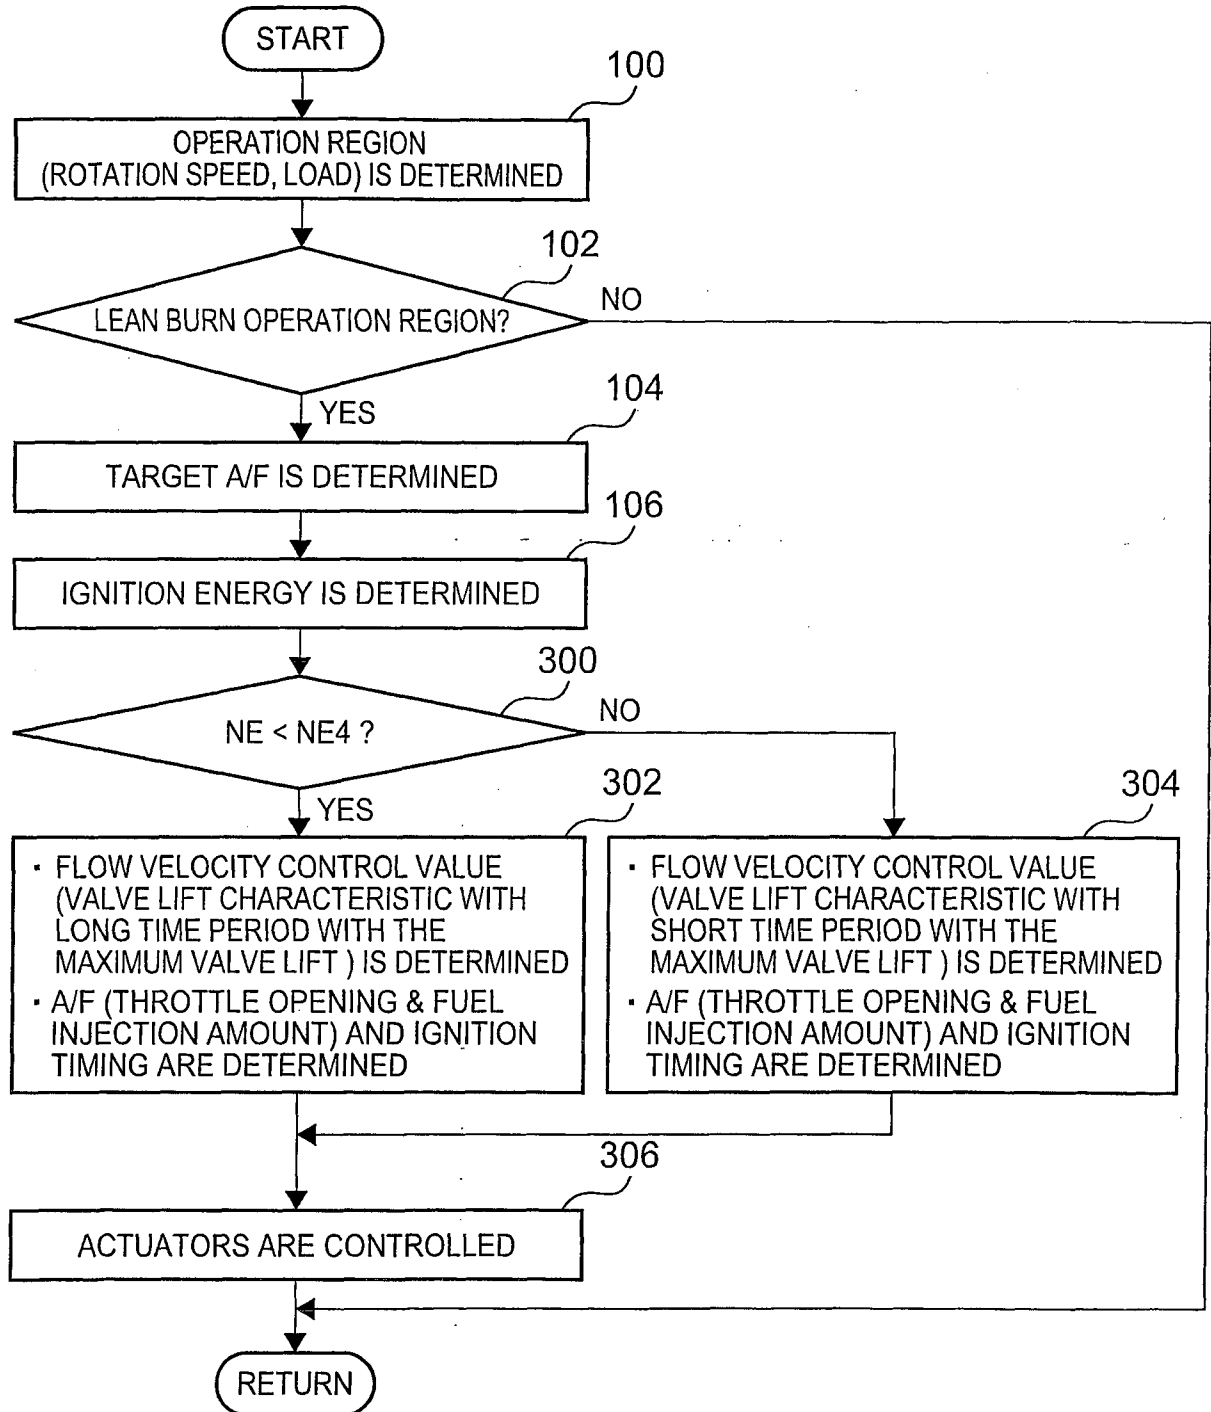 START
100
OPERATION REGION
(ROTATION SPEED, LOAD) IS DETERMINED
102
LEAN BURN OPERATION REGION?
NO
YES
104
TARGET A/F IS DETERMINED
106
IGNITION ENERGY IS DETERMINED
300
NE < NE4 ?
NO
YES
302
· FLOW VELOCITY CONTROL VALUE
(VALVE LIFT CHARACTERISTIC WITH
LONG TIME PERIOD WITH THE
MAXIMUM VALVE LIFT ) IS DETERMINED
· A/F (THROTTLE OPENING & FUEL
INJECTION AMOUNT) AND IGNITION
TIMING ARE DETERMINED
304
· FLOW VELOCITY CONTROL VALUE
(VALVE LIFT CHARACTERISTIC WITH
SHORT TIME PERIOD WITH THE
MAXIMUM VALVE LIFT ) IS DETERMINED
· A/F (THROTTLE OPENING & FUEL
INJECTION AMOUNT) AND IGNITION
TIMING ARE DETERMINED
306
ACTUATORS ARE CONTROLLED
RETURN